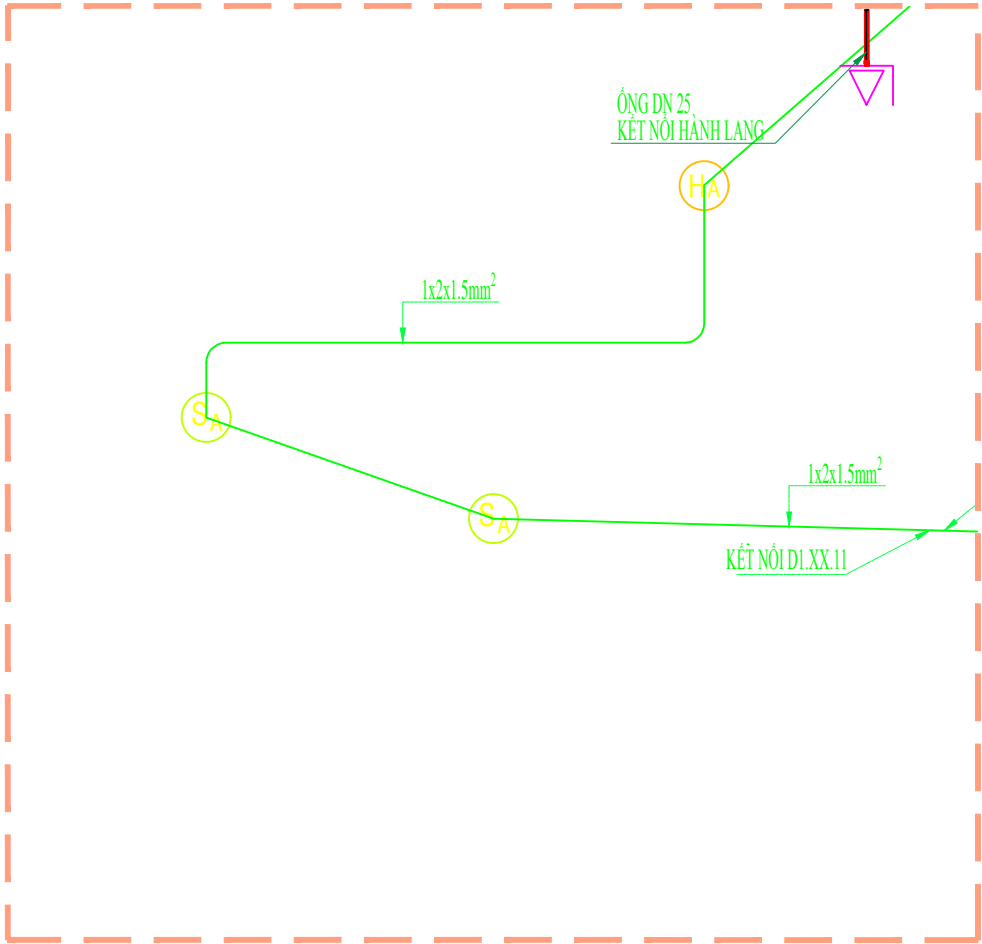 ỐNG DN 25
KẾT NỐI HÀNH LANG
HA
1x2x1.5mm²
SA
1x2x1.5mm²
SA
KẾT NỐI D1.XX.11